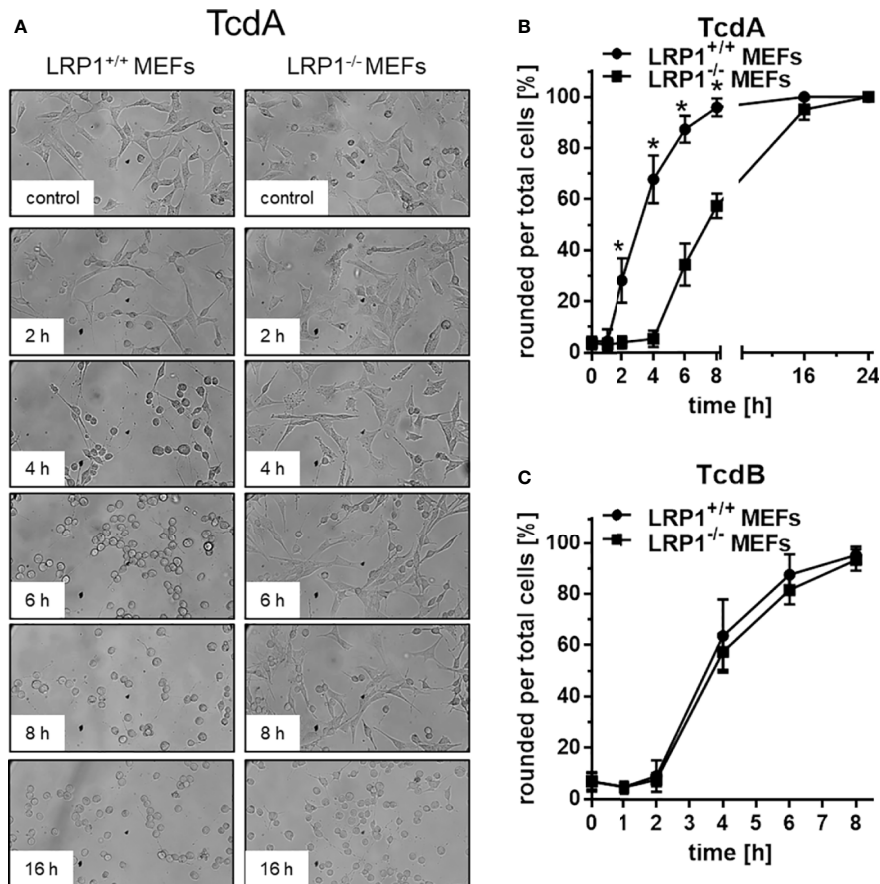 A
TcdA
LRP1+/+ MEFs
LRP1-/- MEFs
control
control
2 h
2 h
4 h
4 h
6 h
6 h
8 h
8 h
16 h
16 h
B
TcdA
LRP1+/+ MEFs
LRP1-/- MEFs
rounded per total cells [%]
100
80
60
40
20
0
* * * * *
0 2 4 6 8 16 24
time [h]
C
TcdB
LRP1+/+ MEFs
LRP1-/- MEFs
rounded per total cells [%]
100
80
60
40
20
0
0 1 2 3 4 5 6 7 8
time [h]